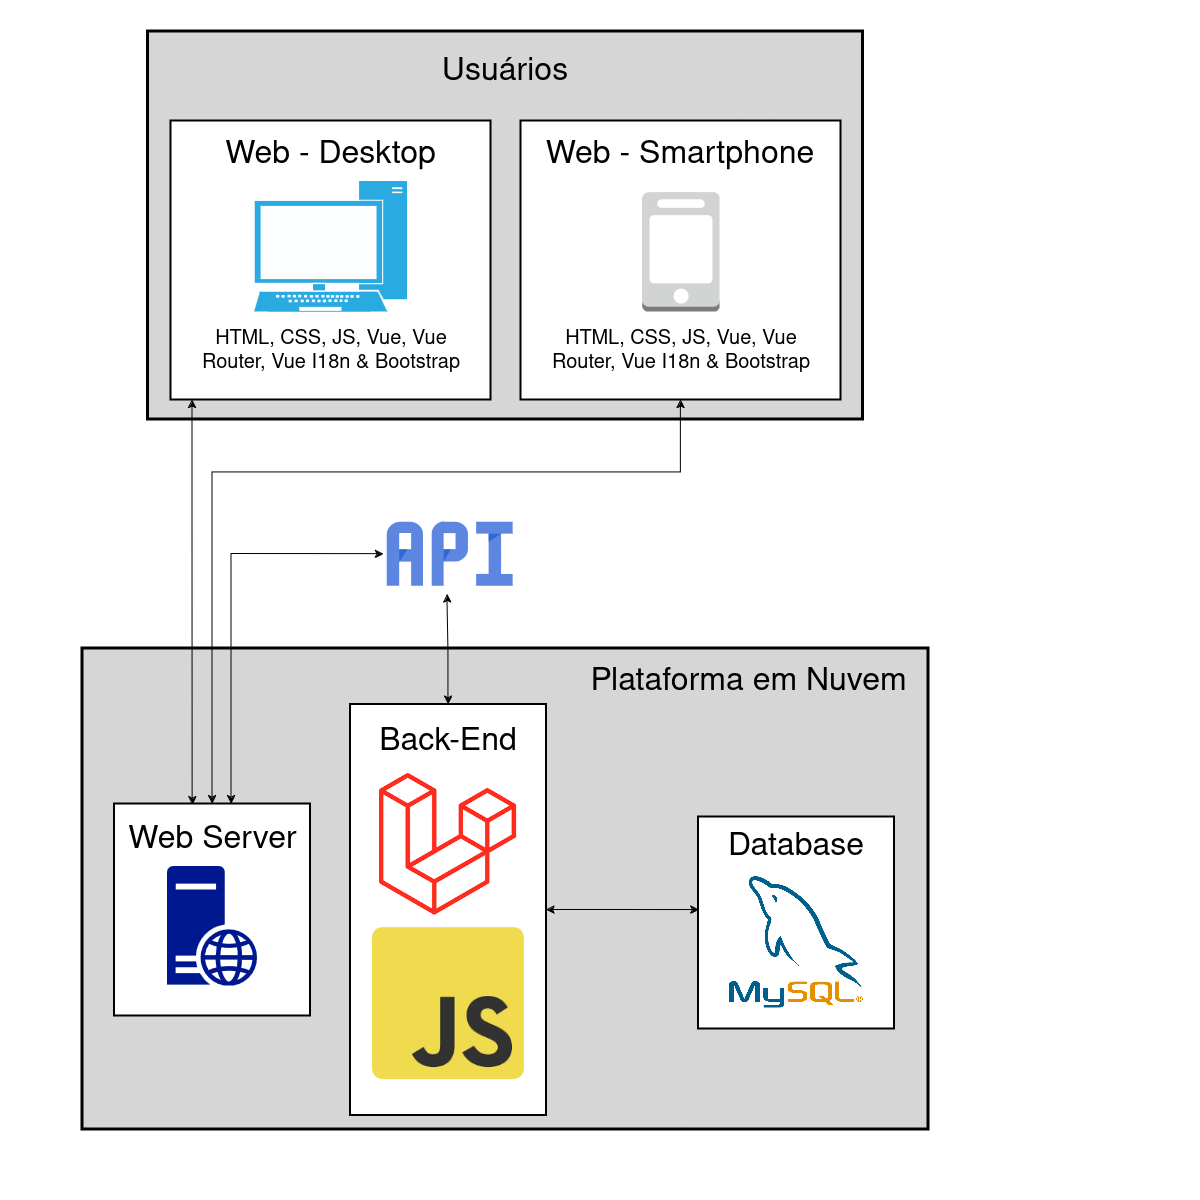 Usuários
Web - Desktop
Web - Smartphone
HTML, CSS, JS, Vue, Vue
Router, Vue I18n & Bootstrap
HTML, CSS, JS, Vue, Vue
Router, Vue I18n & Bootstrap
API
Plataforma em Nuvem
Back-End
Web Server
Database
MySQL
JS